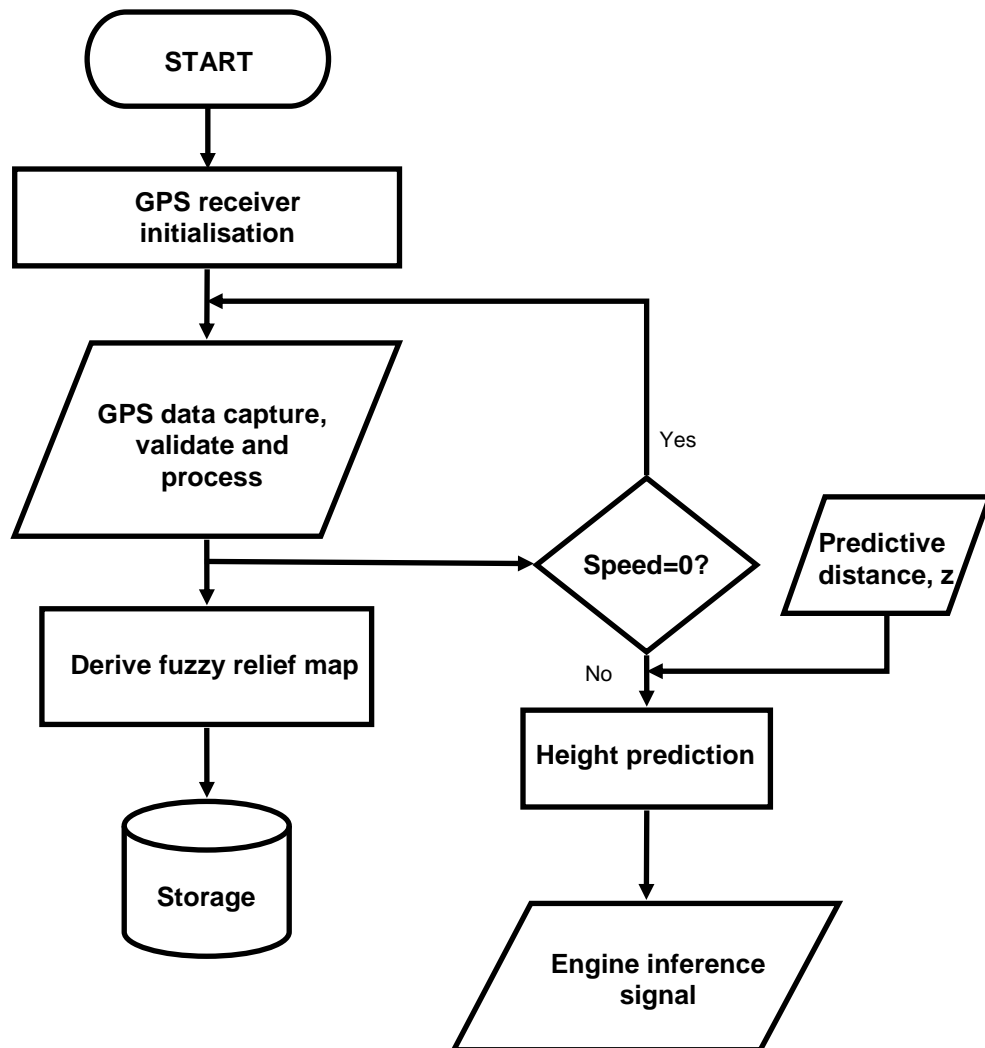 START
GPS receiver
initialisation
GPS data capture,
validate and
process
Yes
Speed=0?
Predictive
distance, z
Derive fuzzy relief map
No
Height prediction
Storage
Engine inference
signal